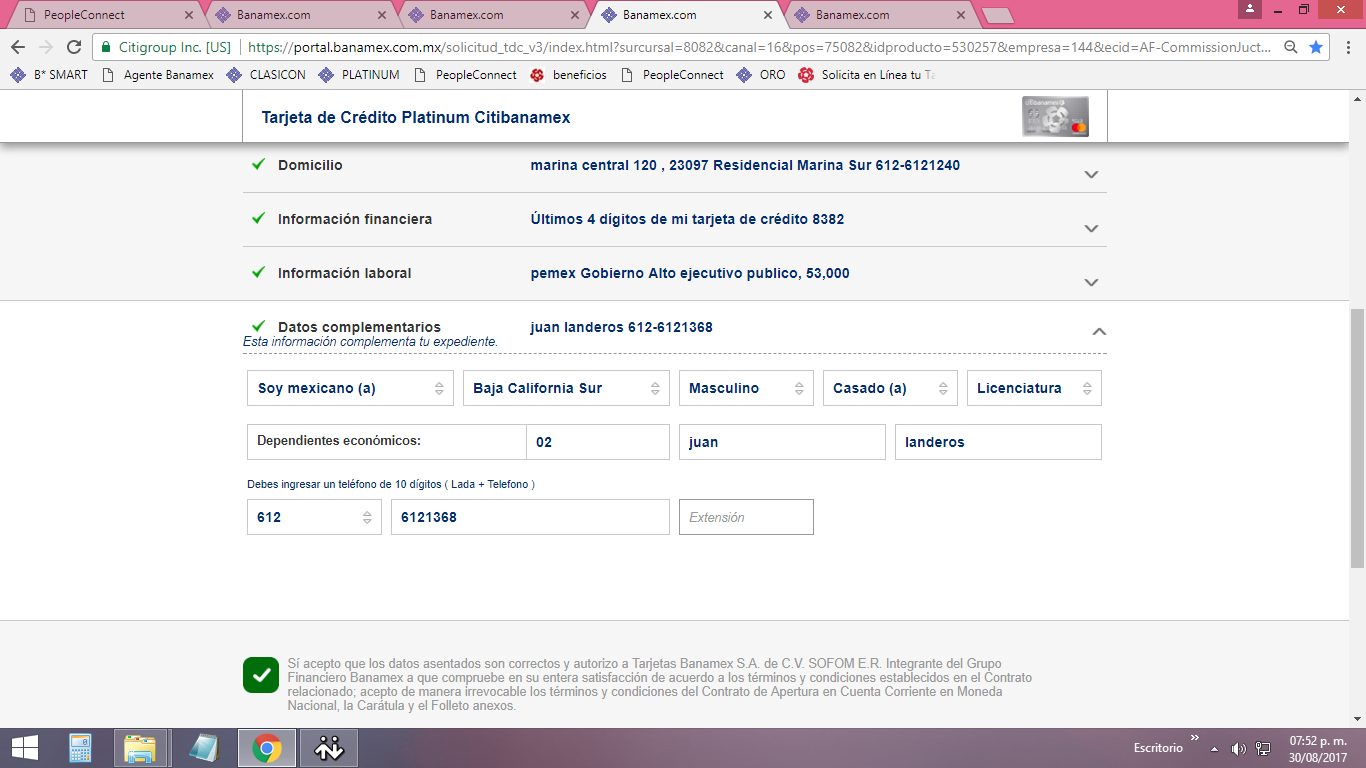 PeopleConnect
Banamex.com
Banamex.com
Banamex.com
Banamex.com
Citigroup Inc. [US] https://portal.banamex.com.mx/solicitud_tdc_v3/index.html?surcursal=8082&canal=16&pos=75082&idproducto=530257&empresa=144&ecid=AF-CommissionJuct...
B* SMART Agente Banamex CLASICON PLATINUM PeopleConnect beneficios PeopleConnect ORO Solicita en Línea tu Ta
Tarjeta de Crédito Platinum Citibanamex
citibanamex
Domicilio marina central 120 , 23097 Residencial Marina Sur 612-6121240
Información financiera Últimos 4 dígitos de mi tarjeta de crédito 8382
Información laboral pemex Gobierno Alto ejecutivo publico, 53,000
Datos complementarios juan landeros 612-6121368
Esta información complementa tu expediente.
Soy mexicano (a) Baja California Sur Masculino Casado (a) Licenciatura
Dependientes económicos: 02 juan landeros
Debes ingresar un teléfono de 10 dígitos ( Lada + Telefono )
612 6121368 Extensión
Sí acepto que los datos asentados son correctos y autorizo a Tarjetas Banamex S.A. de C.V. SOFOM E.R. Integrante del Grupo
Financiero Banamex a que compruebe en su entera satisfacción de acuerdo a los términos y condiciones establecidos en el Contrato
relacionado; acepto de manera irrevocable los términos y condiciones del Contrato de Apertura en Cuenta Corriente en Moneda
Nacional, la Carátula y el Folleto anexos.
Escritorio
07:52 p. m.
30/08/2017